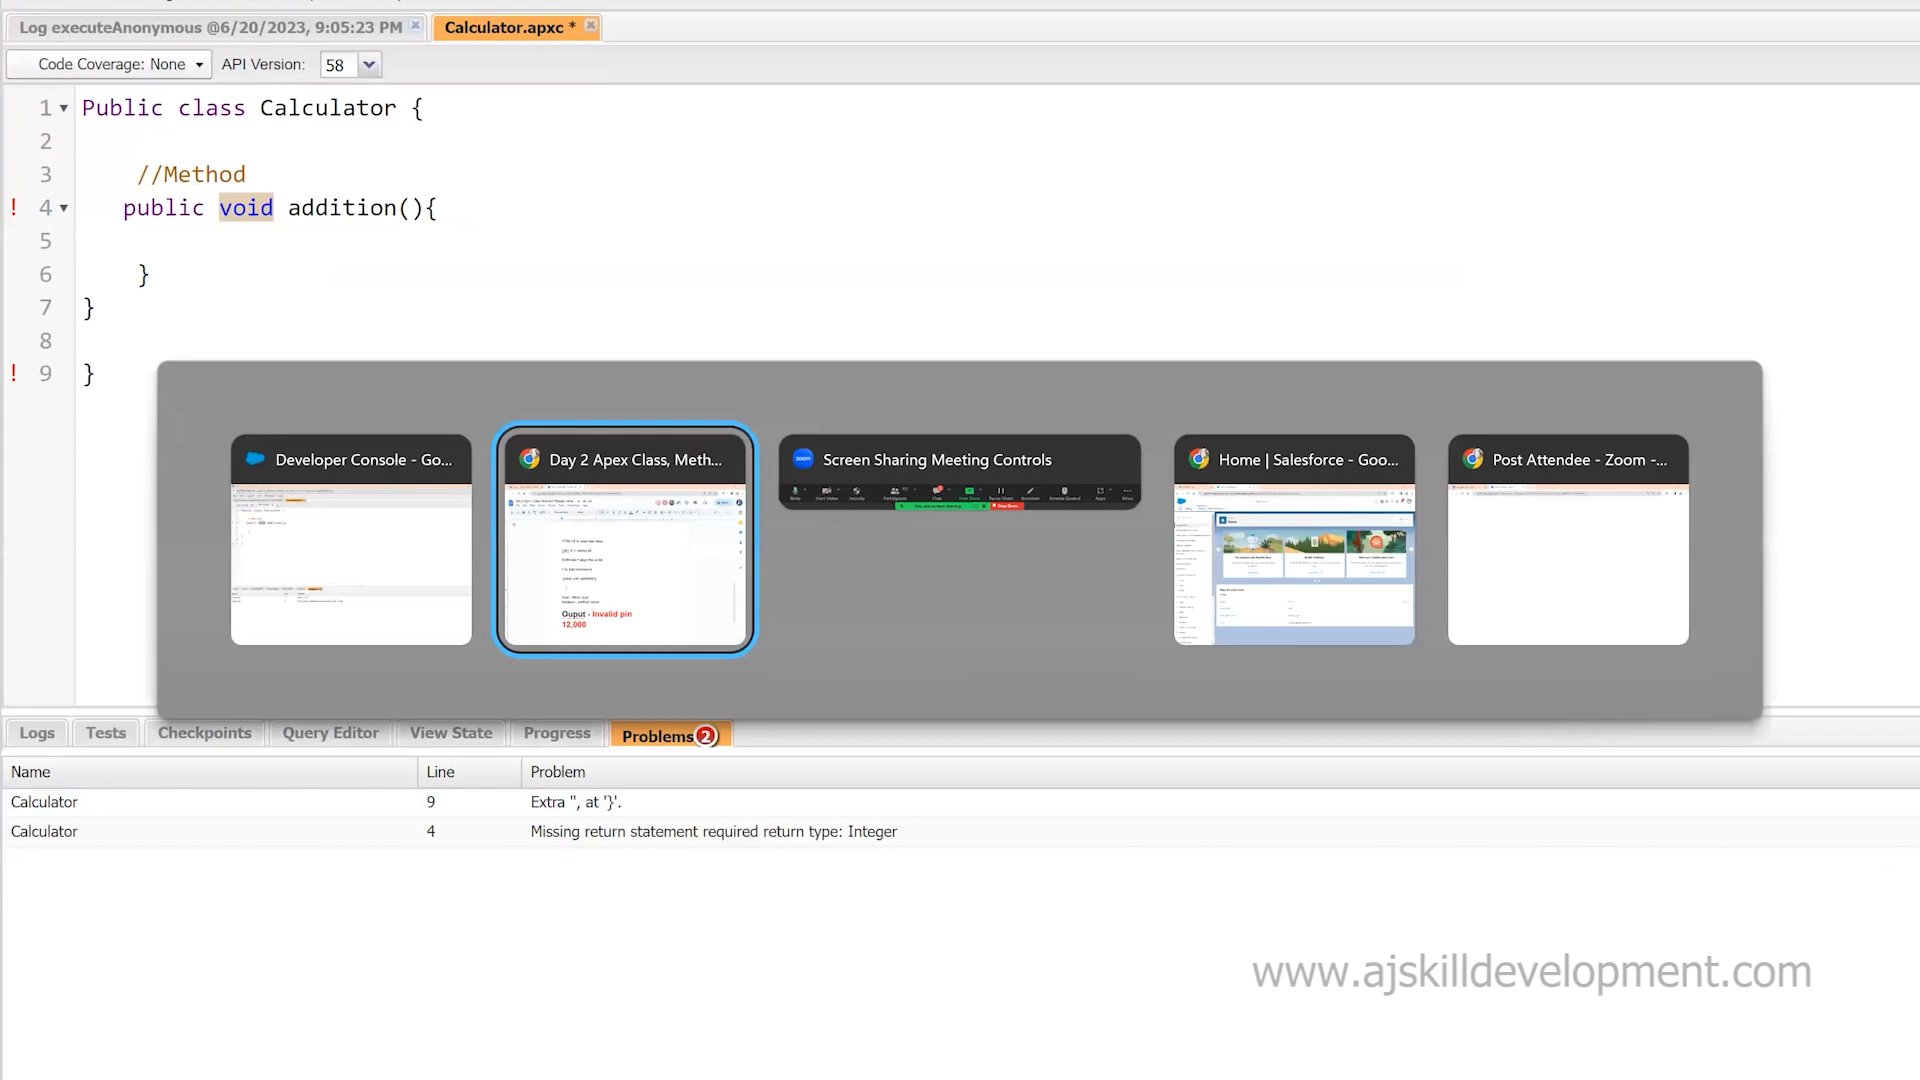 Log executeAnonymous @6/20/2023, 9:05:23 PM
Calculator.apxc *
Code Coverage: None
API Version:
58
1
Public class Calculator {
2
3
//Method
! 4
public void addition(){
5
6
}
7
}
8
! 9
}
Developer Console - Go...
Day 2 Apex Class, Meth...
zoom
Screen Sharing Meeting Controls
Home | Salesforce - Goo...
Post Attendee - Zoom -...
Ouput - Invalid pin
12,000
Logs
Tests
Checkpoints
Query Editor
View State
Progress
Problems 2
Name
Line
Problem
Calculator
9
Extra '', at '}'.
Calculator
4
Missing return statement required return type: Integer
www.ajskilldevelopment.com